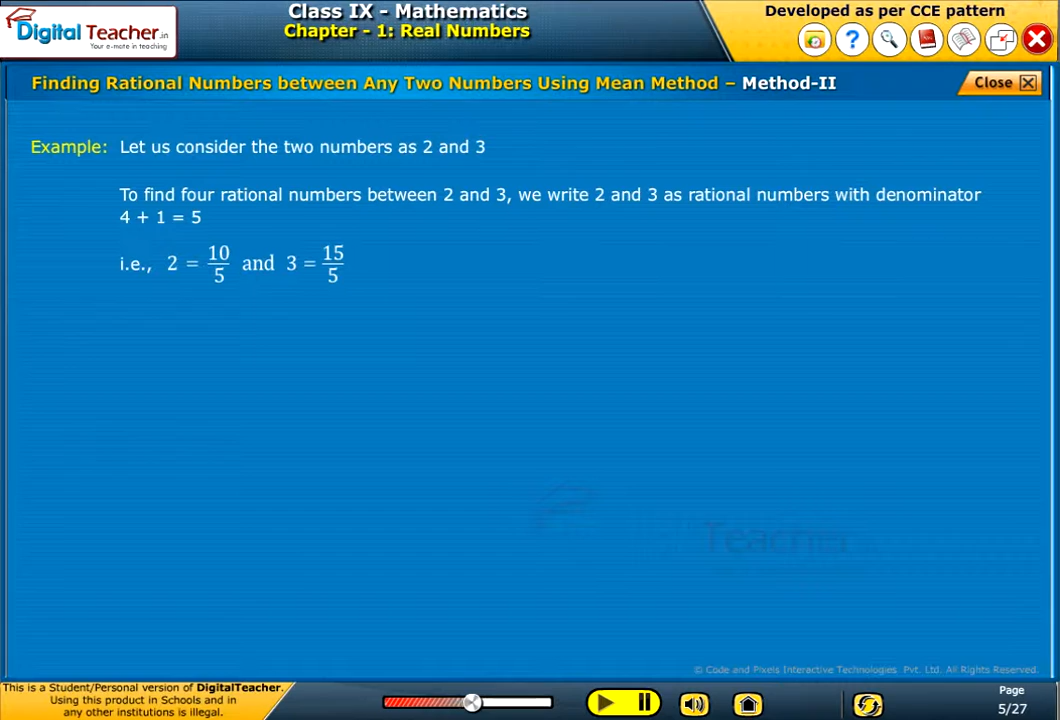 Digital Teacher.in
Your e-mate in teaching
Class IX - Mathematics
Chapter - 1: Real Numbers
Developed as per CCE pattern
Finding Rational Numbers between Any Two Numbers Using Mean Method – Method-II
Close
Example: Let us consider the two numbers as 2 and 3
To find four rational numbers between 2 and 3, we write 2 and 3 as rational numbers with denominator
4 + 1 = 5
i.e., 2 = 10/5 and 3 = 15/5
Teacher
© Code and Pixels Interactive Technologies. Pvt. Ltd. All Rights Reserved.
This is a Student/Personal version of DigitalTeacher.
Using this product in Schools and in
any other institutions is illegal.
Page
5/27